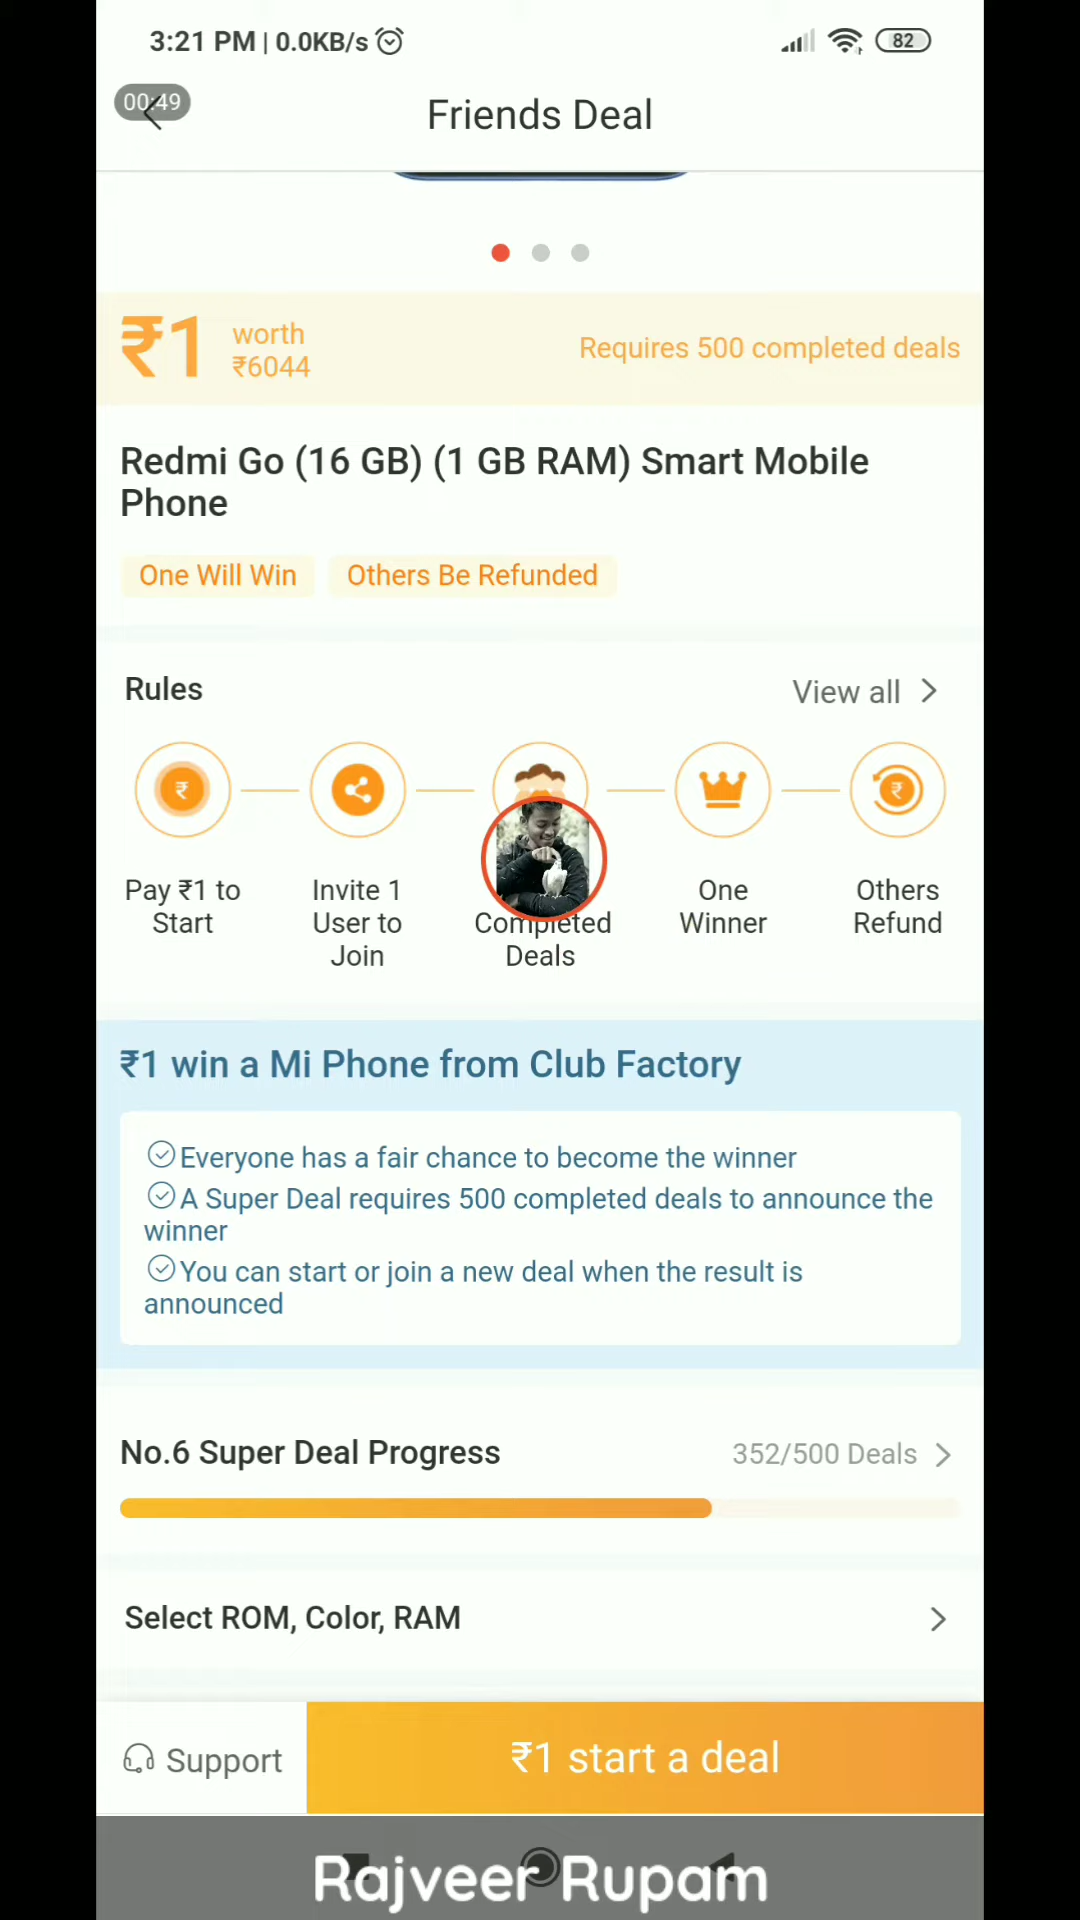 3:21 PM | 0.0KB/s
82
00:49
Friends Deal
₹1
worth
₹6044
Requires 500 completed deals
Redmi Go (16 GB) (1 GB RAM) Smart Mobile
Phone
One Will Win
Others Be Refunded
Rules
View all
Pay ₹1 to
Start
Invite 1
User to
Join
Completed
Deals
One
Winner
Others
Refund
₹1 win a Mi Phone from Club Factory
Everyone has a fair chance to become the winner
A Super Deal requires 500 completed deals to announce the
winner
You can start or join a new deal when the result is
announced
No.6 Super Deal Progress
352/500 Deals
Select ROM, Color, RAM
Support
₹1 start a deal
Rajveer Rupam